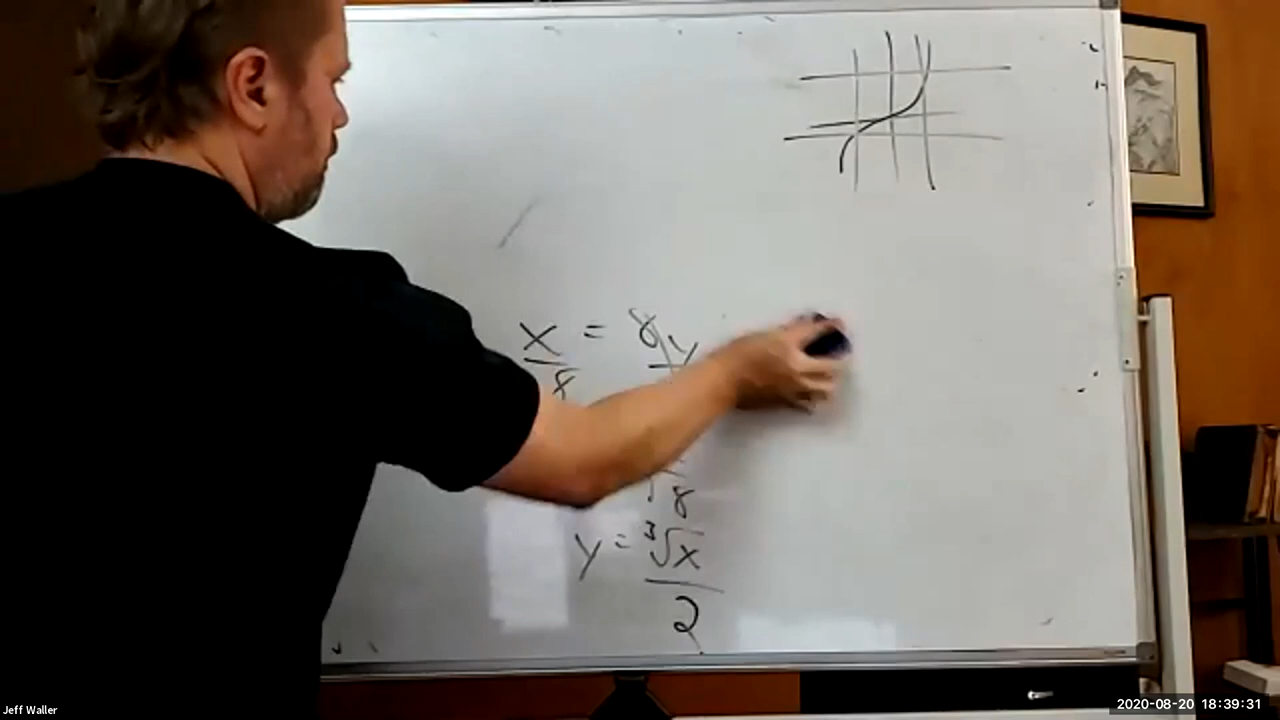 x = 8y
8
8
y = ³√x
2
Jeff Waller
2020-08-20 18:39:31